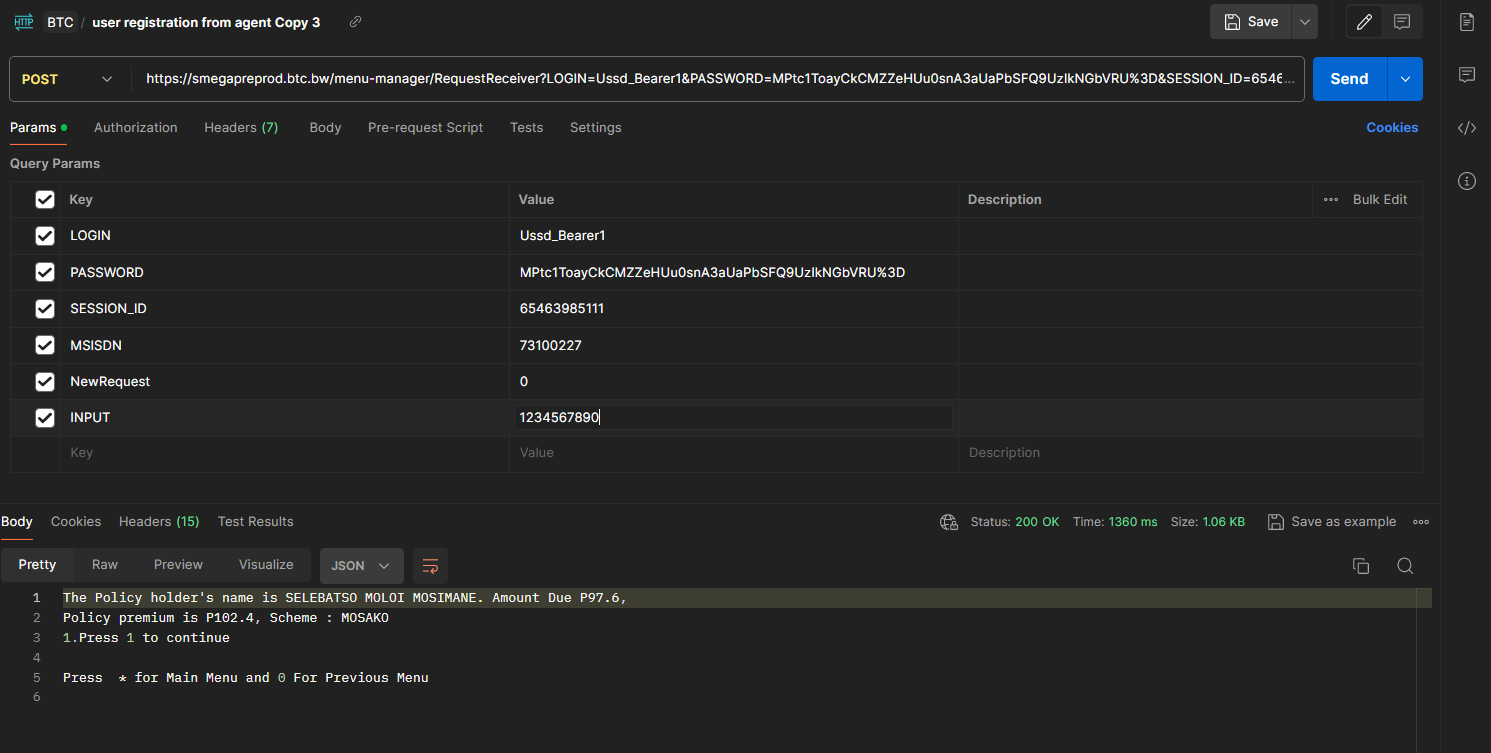 HTTP BTC / user registration from agent Copy 3 Save
POST https://smegapreprod.btc.bw/menu-manager/RequestReceiver?LOGIN=Ussd_Bearer1&PASSWORD=MPtc1ToayCkCMZZeHUu0snA3aUaPbSFQ9UzIkNGbVRU%3D&SESSION_ID=6546... Send
Params Authorization Headers (7) Body Pre-request Script Tests Settings Cookies
Query Params
Key Value Description ••• Bulk Edit
LOGIN Ussd_Bearer1
PASSWORD MPtc1ToayCkCMZZeHUu0snA3aUaPbSFQ9UzIkNGbVRU%3D
SESSION_ID 65463985111
MSISDN 73100227
NewRequest 0
INPUT 1234567890
Key Value Description
Body Cookies Headers (15) Test Results Status: 200 OK Time: 1360 ms Size: 1.06 KB Save as example •••
Pretty Raw Preview Visualize JSON
1 The Policy holder's name is SELEBATSO MOLOI MOSIMANE. Amount Due P97.6,
2 Policy premium is P102.4, Scheme : MOSAKO
3 1.Press 1 to continue
4
5 Press * for Main Menu and 0 For Previous Menu
6